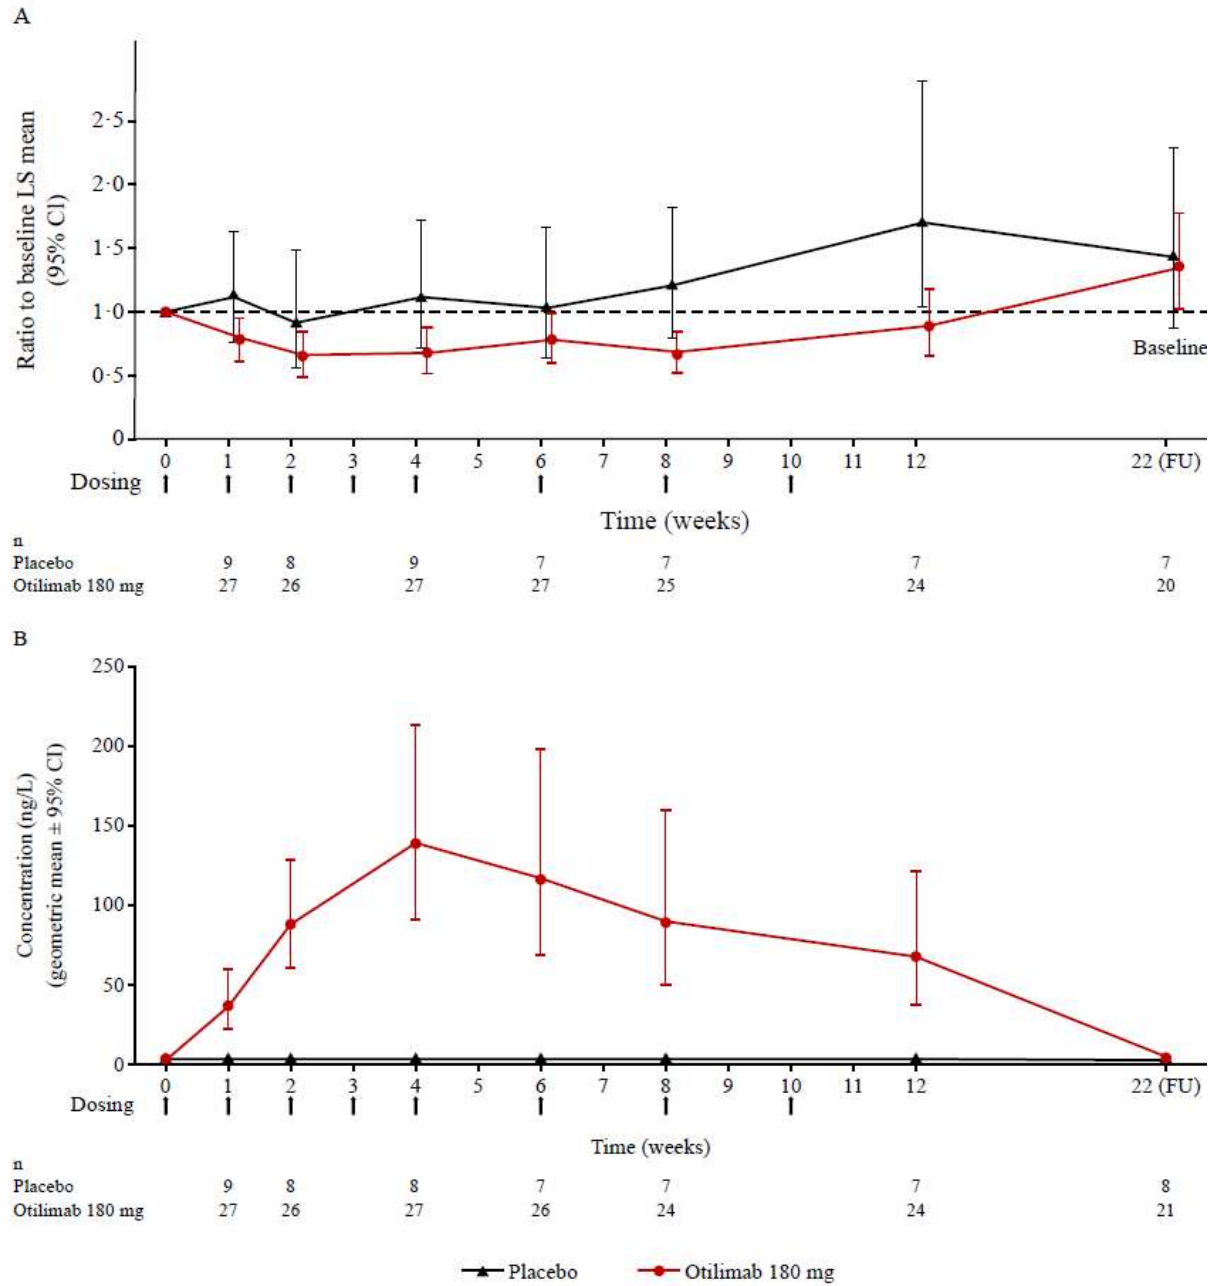 A
Ratio to baseline LS mean
(95% CI)
2·5
2·0
1·5
1·0
0·5
0
Baseline
0 1 2 3 4 5 6 7 8 9 10 11 12 22 (FU)
Dosing
Time (weeks)
n
Placebo 9 8 9 7 7 7 7
Otilimab 180 mg 27 26 27 27 25 24 20
B
Concentration (ng/L)
(geometric mean ± 95% CI)
250
200
150
100
50
0
0 1 2 3 4 5 6 7 8 9 10 11 12 22 (FU)
Dosing
Time (weeks)
n
Placebo 9 8 8 7 7 7 8
Otilimab 180 mg 27 26 27 26 24 24 21
Placebo Otilimab 180 mg